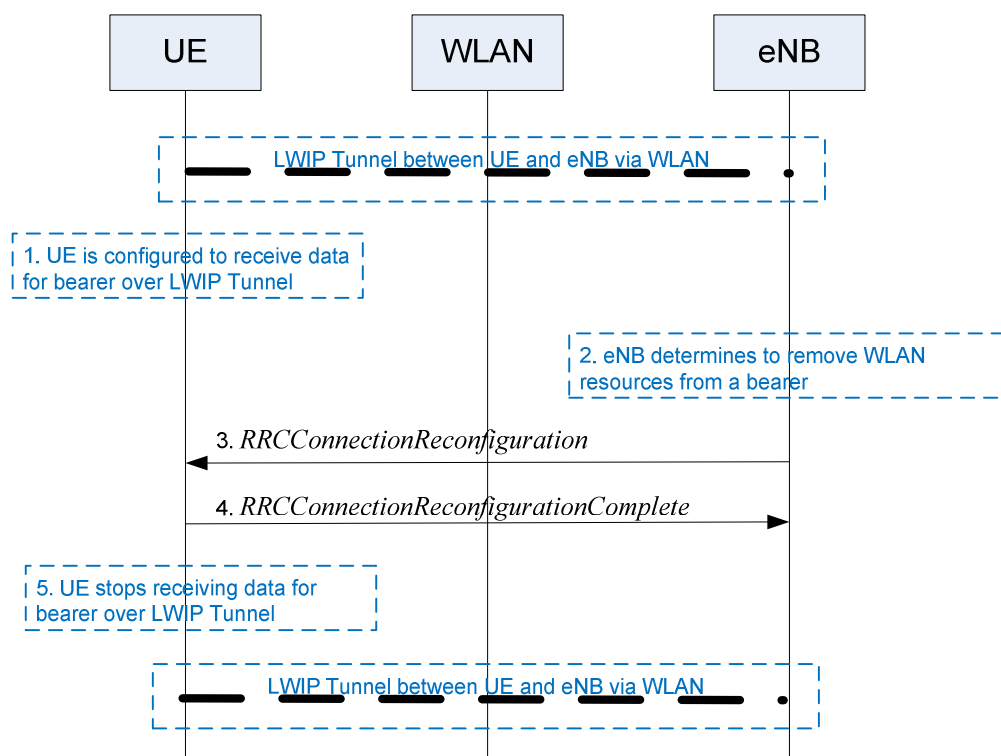 UE
WLAN
eNB
LWIP Tunnel between UE and eNB via WLAN
1. UE is configured to receive data
for bearer over LWIP Tunnel
2. eNB determines to remove WLAN
resources from a bearer
3. RRCConnectionReconfiguration
4. RRCConnectionReconfigurationComplete
5. UE stops receiving data for
bearer over LWIP Tunnel
LWIP Tunnel between UE and eNB via WLAN